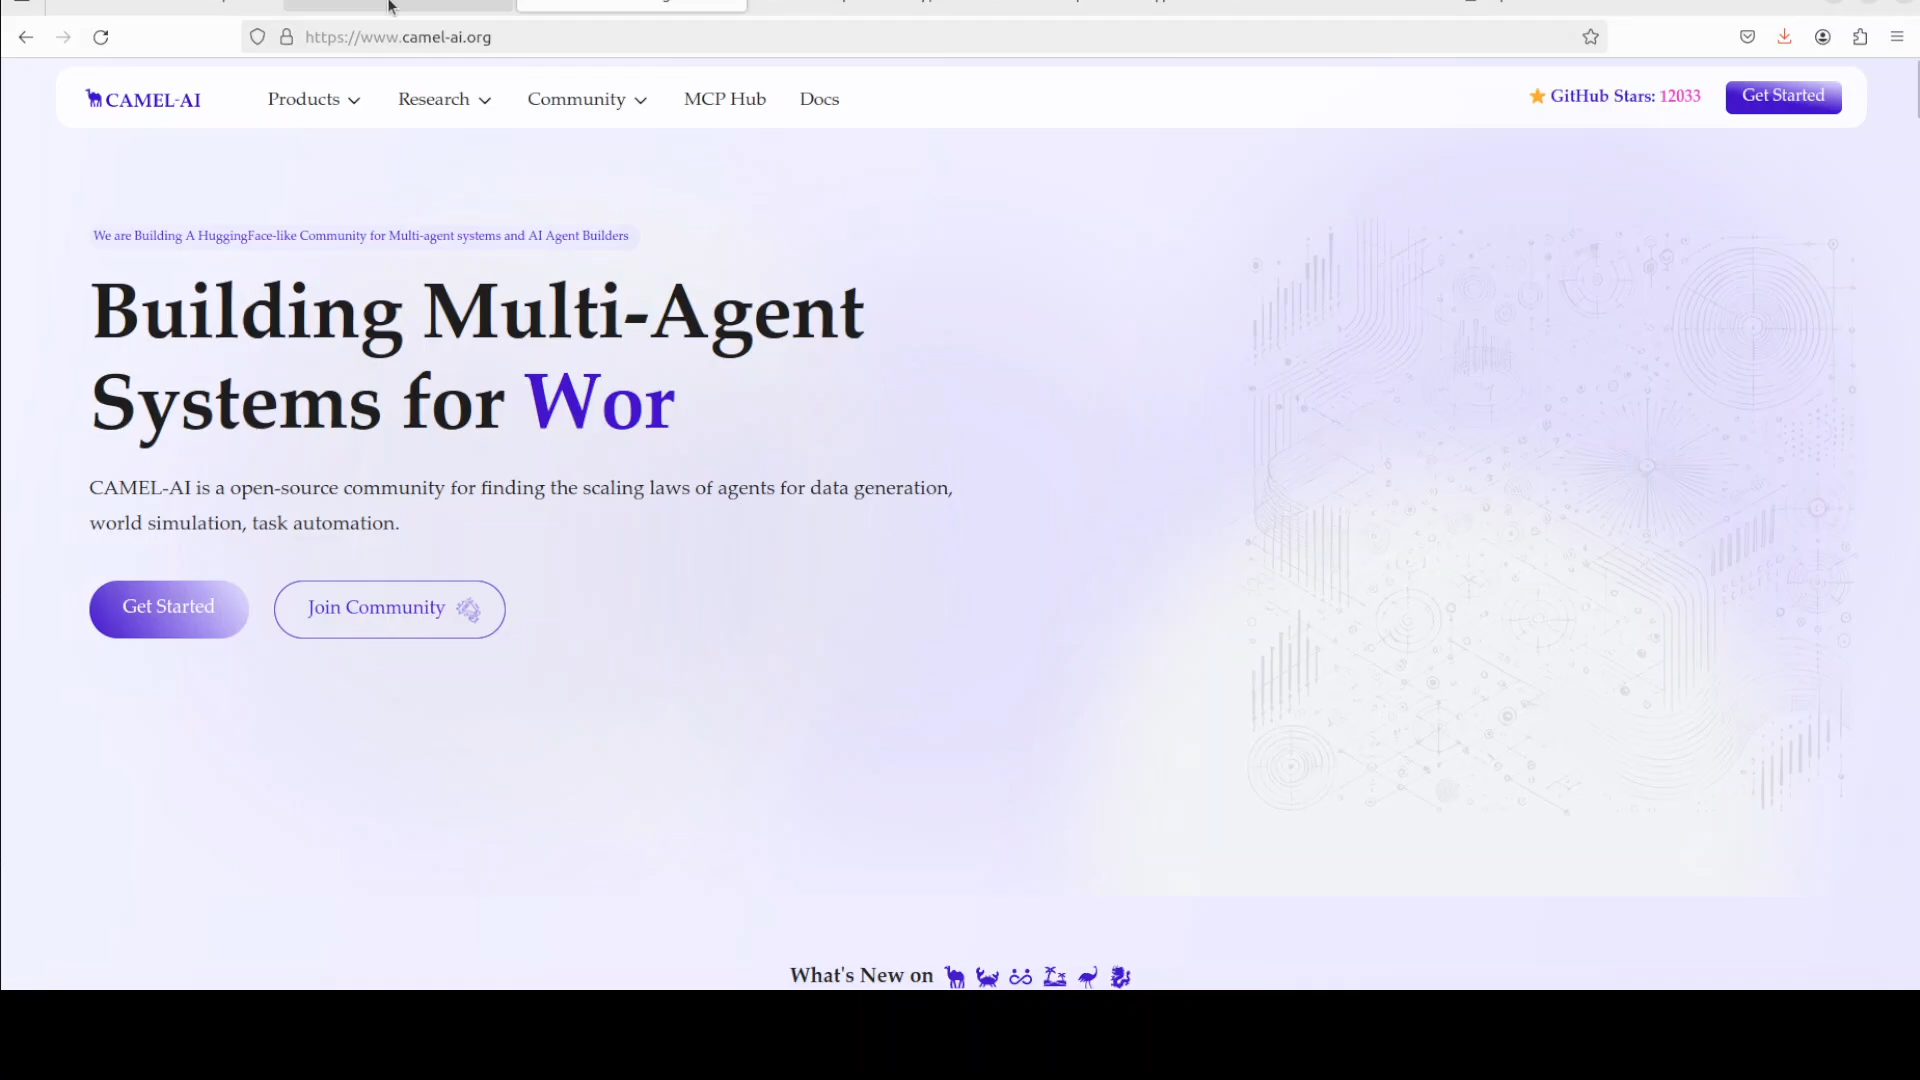 https://www.camel-ai.org
CAMEL-AI
Products
Research
Community
MCP Hub
Docs
GitHub Stars: 12033
Get Started
We are Building A HuggingFace-like Community for Multi-agent systems and AI Agent Builders
Building Multi-Agent
Systems for Wor
CAMEL-AI is a open-source community for finding the scaling laws of agents for data generation,
world simulation, task automation.
Get Started
Join Community
What's New on